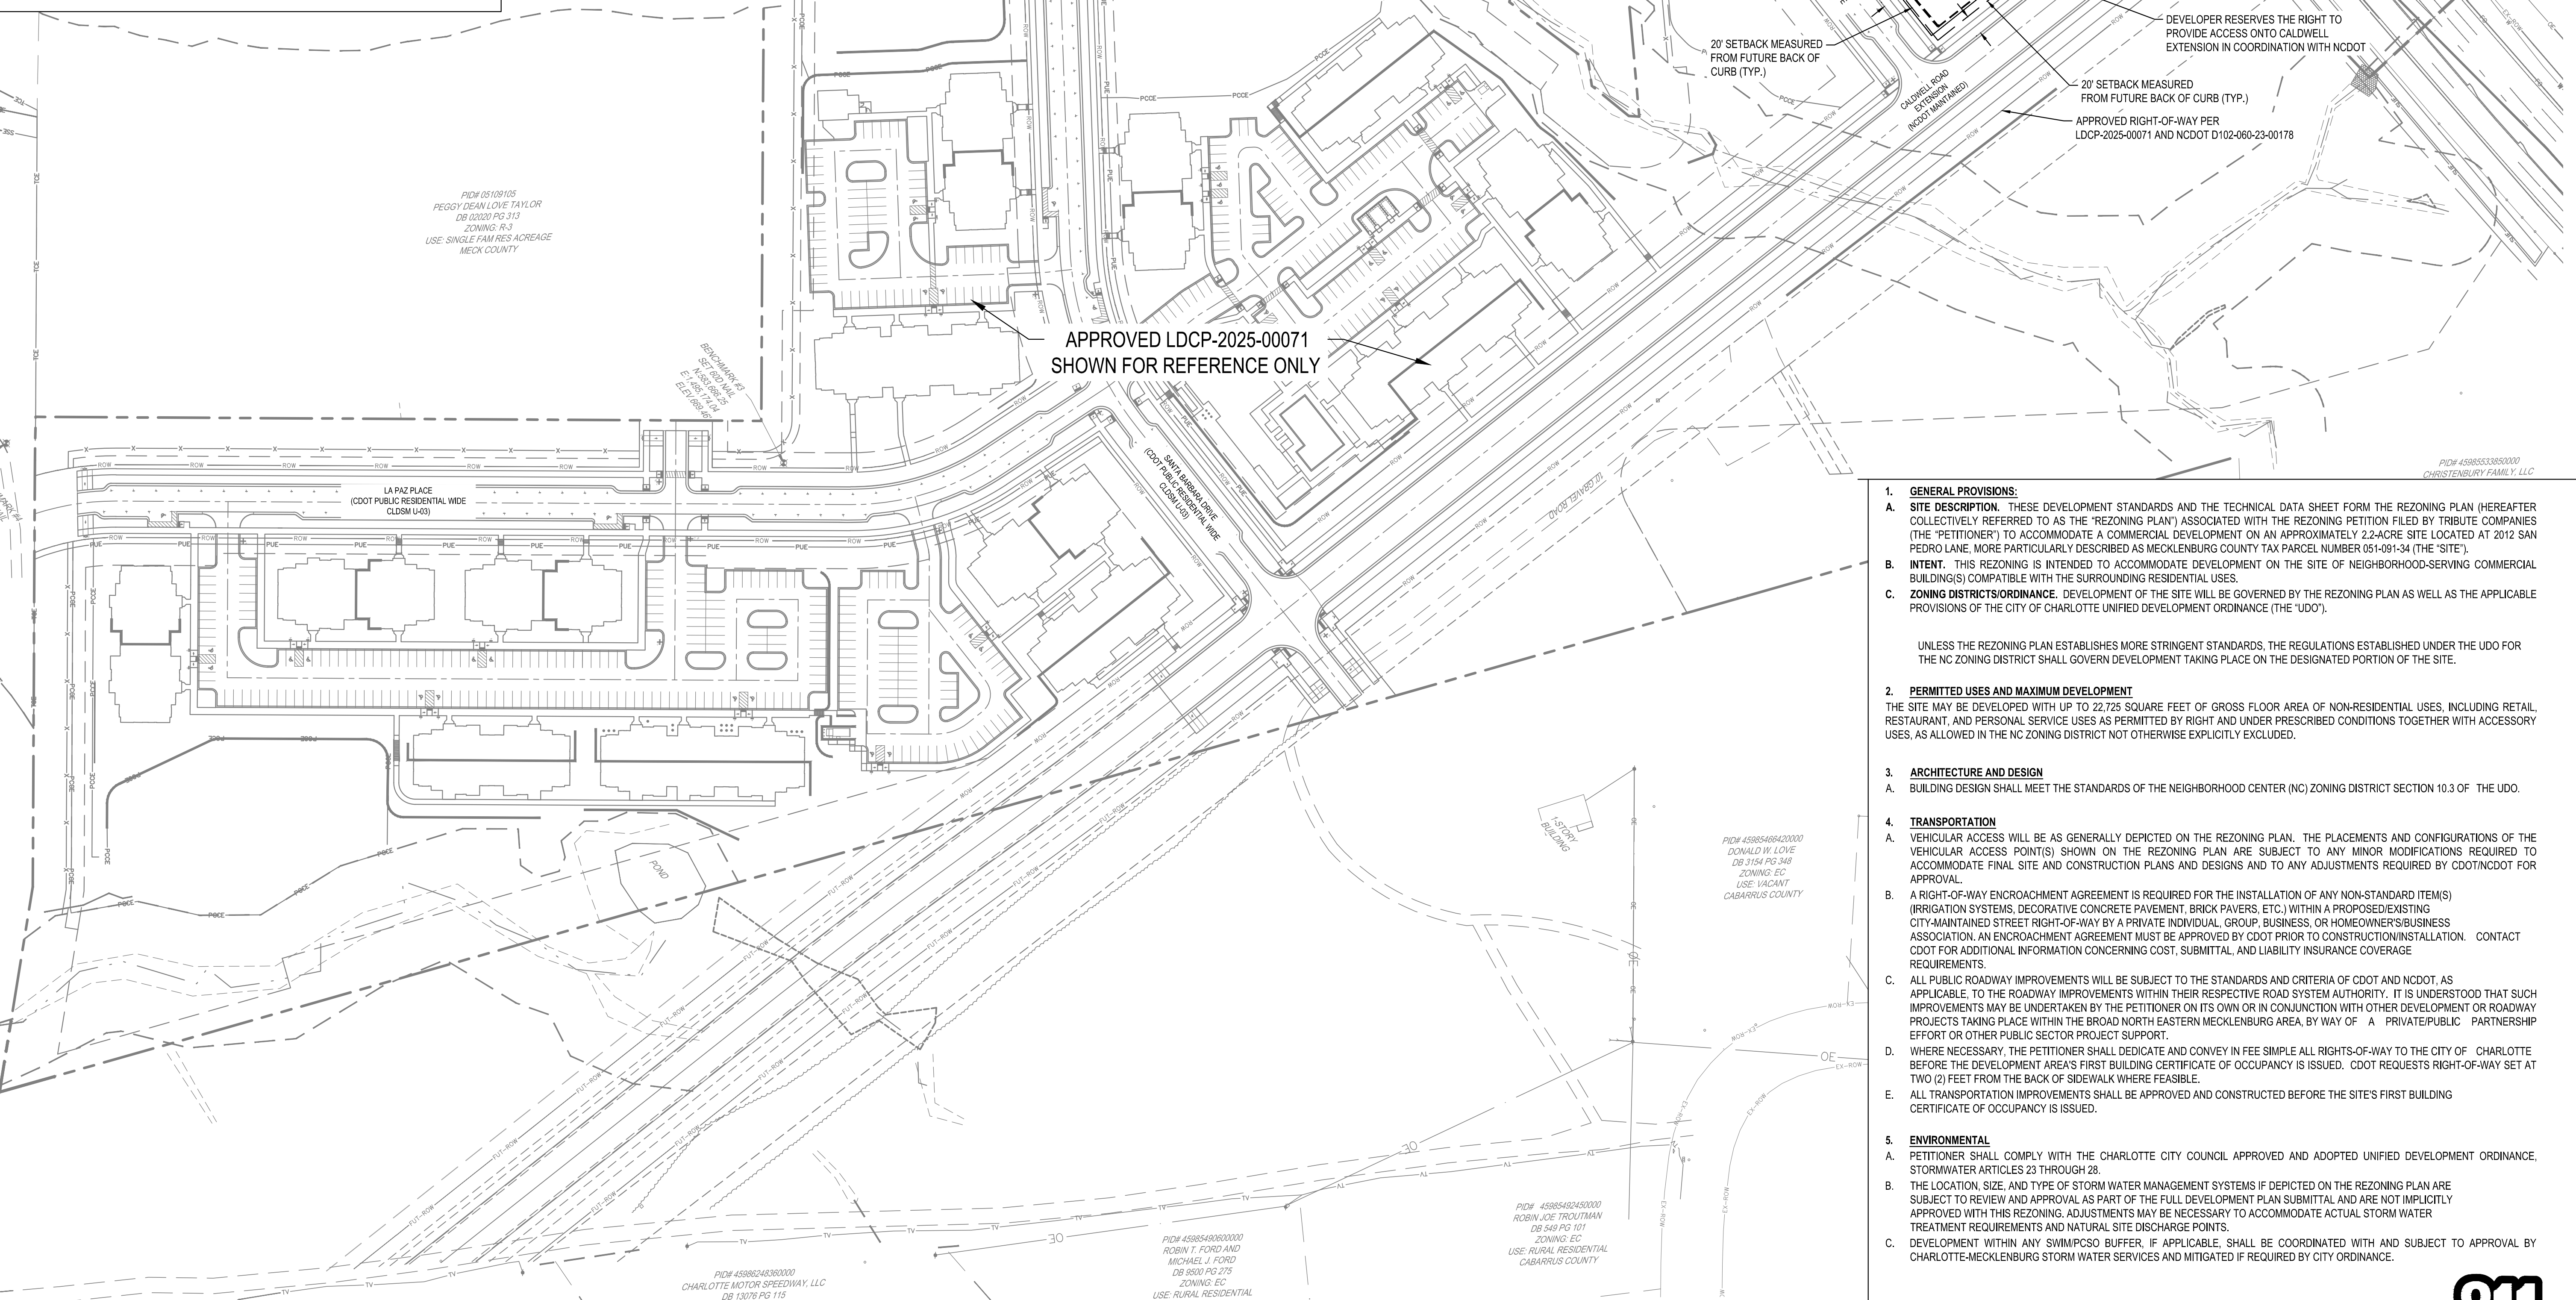 DEVELOPER RESERVES THE RIGHT TO
PROVIDE ACCESS ONTO CALDWELL
EXTENSION IN COORDINATION WITH NCDOT
20' SETBACK MEASURED
FROM FUTURE BACK OF
CURB (TYP.)
20' SETBACK MEASURED
FROM FUTURE BACK OF CURB (TYP.)
CALDWELL ROAD
EXTENSION
(NCDOT MAINTAINED)
APPROVED RIGHT-OF-WAY PER
LDCP-2025-00071 AND NCDOT D102-060-23-00178
PID# 05109105
PEGGY DEAN LOVE TAYLOR
DB 02020 PG 313
ZONING: R-3
USE: SINGLE FAM RES ACREAGE
MECK COUNTY
APPROVED LDCP-2025-00071
SHOWN FOR REFERENCE ONLY
BENCHMARK #3
SET 60D NAIL
LA PAZ PLACE
(CDOT PUBLIC RESIDENTIAL WIDE
CLDSM U-03)
SANTA BARBARA DRIVE
(CDOT PUBLIC RESIDENTIAL WIDE
CLDSM U-03)
10' GRAVEL ROAD
PID# 45985533850000
CHRISTENBURY FAMILY, LLC
POND
1-STORY
BUILDING
PID# 45985466420000
DONALD W. LOVE
DB 3154 PG 348
ZONING: EC
USE: VACANT
CABARRUS COUNTY
PID# 45985492450000
ROBIN JOE TROUTMAN
DB 549 PG 101
ZONING: EC
USE: RURAL RESIDENTIAL
CABARRUS COUNTY
PID# 45985490600000
ROBIN T. FORD AND
MICHAEL J. FORD
DB 9500 PG 275
ZONING: EC
USE: RURAL RESIDENTIAL
PID# 45986248360000
CHARLOTTE MOTOR SPEEDWAY, LLC
DB 13076 PG 115
1. GENERAL PROVISIONS:
A. SITE DESCRIPTION. THESE DEVELOPMENT STANDARDS AND THE TECHNICAL DATA SHEET FORM THE REZONING PLAN (HEREAFTER
COLLECTIVELY REFERRED TO AS THE “REZONING PLAN”) ASSOCIATED WITH THE REZONING PETITION FILED BY TRIBUTE COMPANIES
(THE “PETITIONER”) TO ACCOMMODATE A COMMERCIAL DEVELOPMENT ON AN APPROXIMATELY 2.2-ACRE SITE LOCATED AT 2012 SAN
PEDRO LANE, MORE PARTICULARLY DESCRIBED AS MECKLENBURG COUNTY TAX PARCEL NUMBER 051-091-34 (THE “SITE”).
B. INTENT. THIS REZONING IS INTENDED TO ACCOMMODATE DEVELOPMENT ON THE SITE OF NEIGHBORHOOD-SERVING COMMERCIAL
BUILDING(S) COMPATIBLE WITH THE SURROUNDING RESIDENTIAL USES.
C. ZONING DISTRICTS/ORDINANCE. DEVELOPMENT OF THE SITE WILL BE GOVERNED BY THE REZONING PLAN AS WELL AS THE APPLICABLE
PROVISIONS OF THE CITY OF CHARLOTTE UNIFIED DEVELOPMENT ORDINANCE (THE “UDO”).
UNLESS THE REZONING PLAN ESTABLISHES MORE STRINGENT STANDARDS, THE REGULATIONS ESTABLISHED UNDER THE UDO FOR
THE NC ZONING DISTRICT SHALL GOVERN DEVELOPMENT TAKING PLACE ON THE DESIGNATED PORTION OF THE SITE.
2. PERMITTED USES AND MAXIMUM DEVELOPMENT
THE SITE MAY BE DEVELOPED WITH UP TO 22,725 SQUARE FEET OF GROSS FLOOR AREA OF NON-RESIDENTIAL USES, INCLUDING RETAIL,
RESTAURANT, AND PERSONAL SERVICE USES AS PERMITTED BY RIGHT AND UNDER PRESCRIBED CONDITIONS TOGETHER WITH ACCESSORY
USES, AS ALLOWED IN THE NC ZONING DISTRICT NOT OTHERWISE EXPLICITLY EXCLUDED.
3. ARCHITECTURE AND DESIGN
A. BUILDING DESIGN SHALL MEET THE STANDARDS OF THE NEIGHBORHOOD CENTER (NC) ZONING DISTRICT SECTION 10.3 OF THE UDO.
4. TRANSPORTATION
A. VEHICULAR ACCESS WILL BE AS GENERALLY DEPICTED ON THE REZONING PLAN. THE PLACEMENTS AND CONFIGURATIONS OF THE
VEHICULAR ACCESS POINT(S) SHOWN ON THE REZONING PLAN ARE SUBJECT TO ANY MINOR MODIFICATIONS REQUIRED TO
ACCOMMODATE FINAL SITE AND CONSTRUCTION PLANS AND DESIGNS AND TO ANY ADJUSTMENTS REQUIRED BY CDOT/NCDOT FOR
APPROVAL.
B. A RIGHT-OF-WAY ENCROACHMENT AGREEMENT IS REQUIRED FOR THE INSTALLATION OF ANY NON-STANDARD ITEM(S)
(IRRIGATION SYSTEMS, DECORATIVE CONCRETE PAVEMENT, BRICK PAVERS, ETC.) WITHIN A PROPOSED/EXISTING
CITY-MAINTAINED STREET RIGHT-OF-WAY BY A PRIVATE INDIVIDUAL, GROUP, BUSINESS, OR HOMEOWNER'S/BUSINESS
ASSOCIATION. AN ENCROACHMENT AGREEMENT MUST BE APPROVED BY CDOT PRIOR TO CONSTRUCTION/INSTALLATION. CONTACT
CDOT FOR ADDITIONAL INFORMATION CONCERNING COST, SUBMITTAL, AND LIABILITY INSURANCE COVERAGE
REQUIREMENTS.
C. ALL PUBLIC ROADWAY IMPROVEMENTS WILL BE SUBJECT TO THE STANDARDS AND CRITERIA OF CDOT AND NCDOT, AS
APPLICABLE, TO THE ROADWAY IMPROVEMENTS WITHIN THEIR RESPECTIVE ROAD SYSTEM AUTHORITY. IT IS UNDERSTOOD THAT SUCH
IMPROVEMENTS MAY BE UNDERTAKEN BY THE PETITIONER ON ITS OWN OR IN CONJUNCTION WITH OTHER DEVELOPMENT OR ROADWAY
PROJECTS TAKING PLACE WITHIN THE BROAD NORTH EASTERN MECKLENBURG AREA, BY WAY OF A PRIVATE/PUBLIC PARTNERSHIP
EFFORT OR OTHER PUBLIC SECTOR PROJECT SUPPORT.
D. WHERE NECESSARY, THE PETITIONER SHALL DEDICATE AND CONVEY IN FEE SIMPLE ALL RIGHTS-OF-WAY TO THE CITY OF CHARLOTTE
BEFORE THE DEVELOPMENT AREA'S FIRST BUILDING CERTIFICATE OF OCCUPANCY IS ISSUED. CDOT REQUESTS RIGHT-OF-WAY SET AT
TWO (2) FEET FROM THE BACK OF SIDEWALK WHERE FEASIBLE.
E. ALL TRANSPORTATION IMPROVEMENTS SHALL BE APPROVED AND CONSTRUCTED BEFORE THE SITE'S FIRST BUILDING
CERTIFICATE OF OCCUPANCY IS ISSUED.
5. ENVIRONMENTAL
A. PETITIONER SHALL COMPLY WITH THE CHARLOTTE CITY COUNCIL APPROVED AND ADOPTED UNIFIED DEVELOPMENT ORDINANCE,
STORMWATER ARTICLES 23 THROUGH 28.
B. THE LOCATION, SIZE, AND TYPE OF STORM WATER MANAGEMENT SYSTEMS IF DEPICTED ON THE REZONING PLAN ARE
SUBJECT TO REVIEW AND APPROVAL AS PART OF THE FULL DEVELOPMENT PLAN SUBMITTAL AND ARE NOT IMPLICITLY
APPROVED WITH THIS REZONING. ADJUSTMENTS MAY BE NECESSARY TO ACCOMMODATE ACTUAL STORM WATER
TREATMENT REQUIREMENTS AND NATURAL SITE DISCHARGE POINTS.
C. DEVELOPMENT WITHIN ANY SWIM/PCSO BUFFER, IF APPLICABLE, SHALL BE COORDINATED WITH AND SUBJECT TO APPROVAL BY
CHARLOTTE-MECKLENBURG STORM WATER SERVICES AND MITIGATED IF REQUIRED BY CITY ORDINANCE.